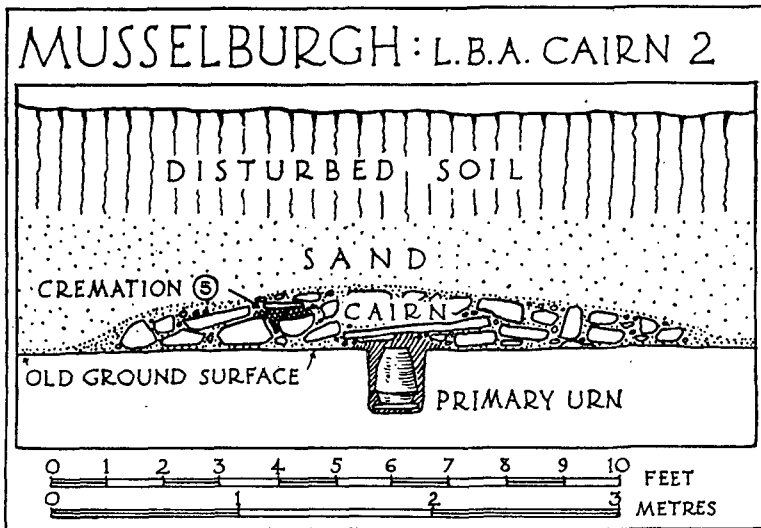 MUSSELBURGH: L.B.A. CAIRN 2
DISTURBED SOIL
SAND
CREMATION 5
CAIRN
OLD GROUND SURFACE
PRIMARY URN
0 1 2 3 4 5 6 7 8 9 10 FEET
0 1 2 3 METRES